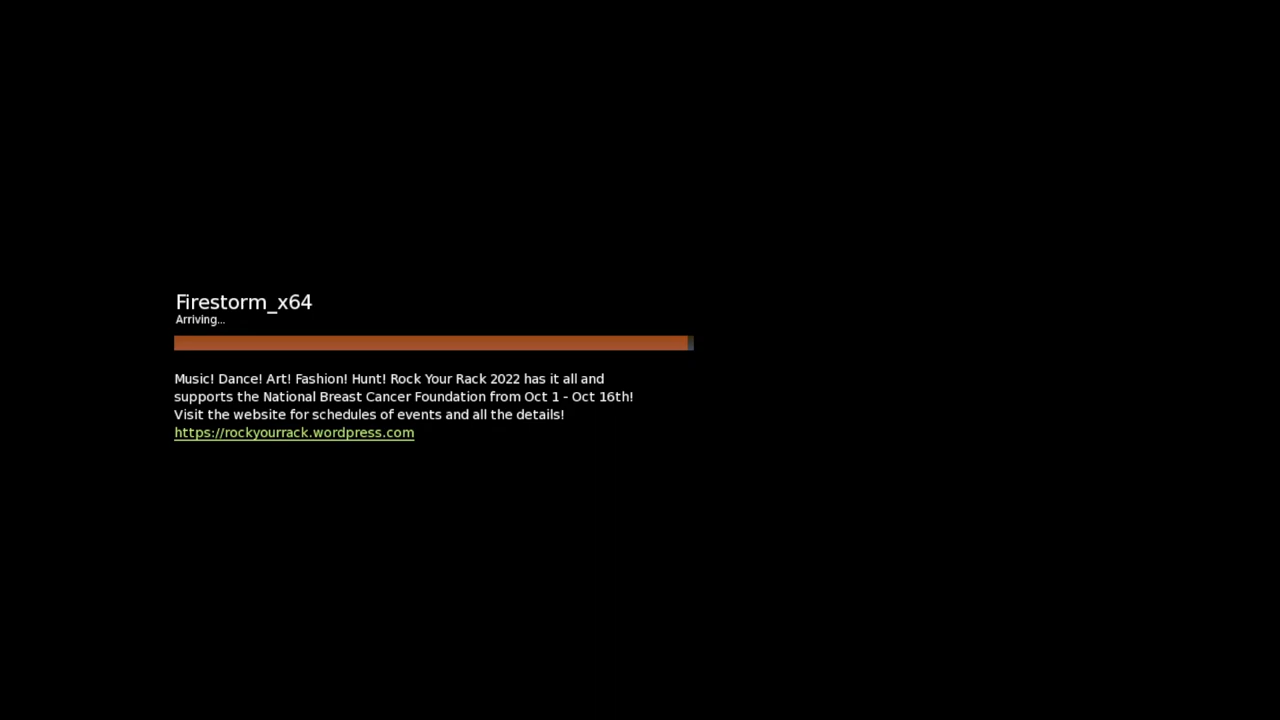 Firestorm_x64
Arriving...
Music! Dance! Art! Fashion! Hunt! Rock Your Rack 2022 has it all and
supports the National Breast Cancer Foundation from Oct 1 - Oct 16th!
Visit the website for schedules of events and all the details!
https://rockyourrack.wordpress.com